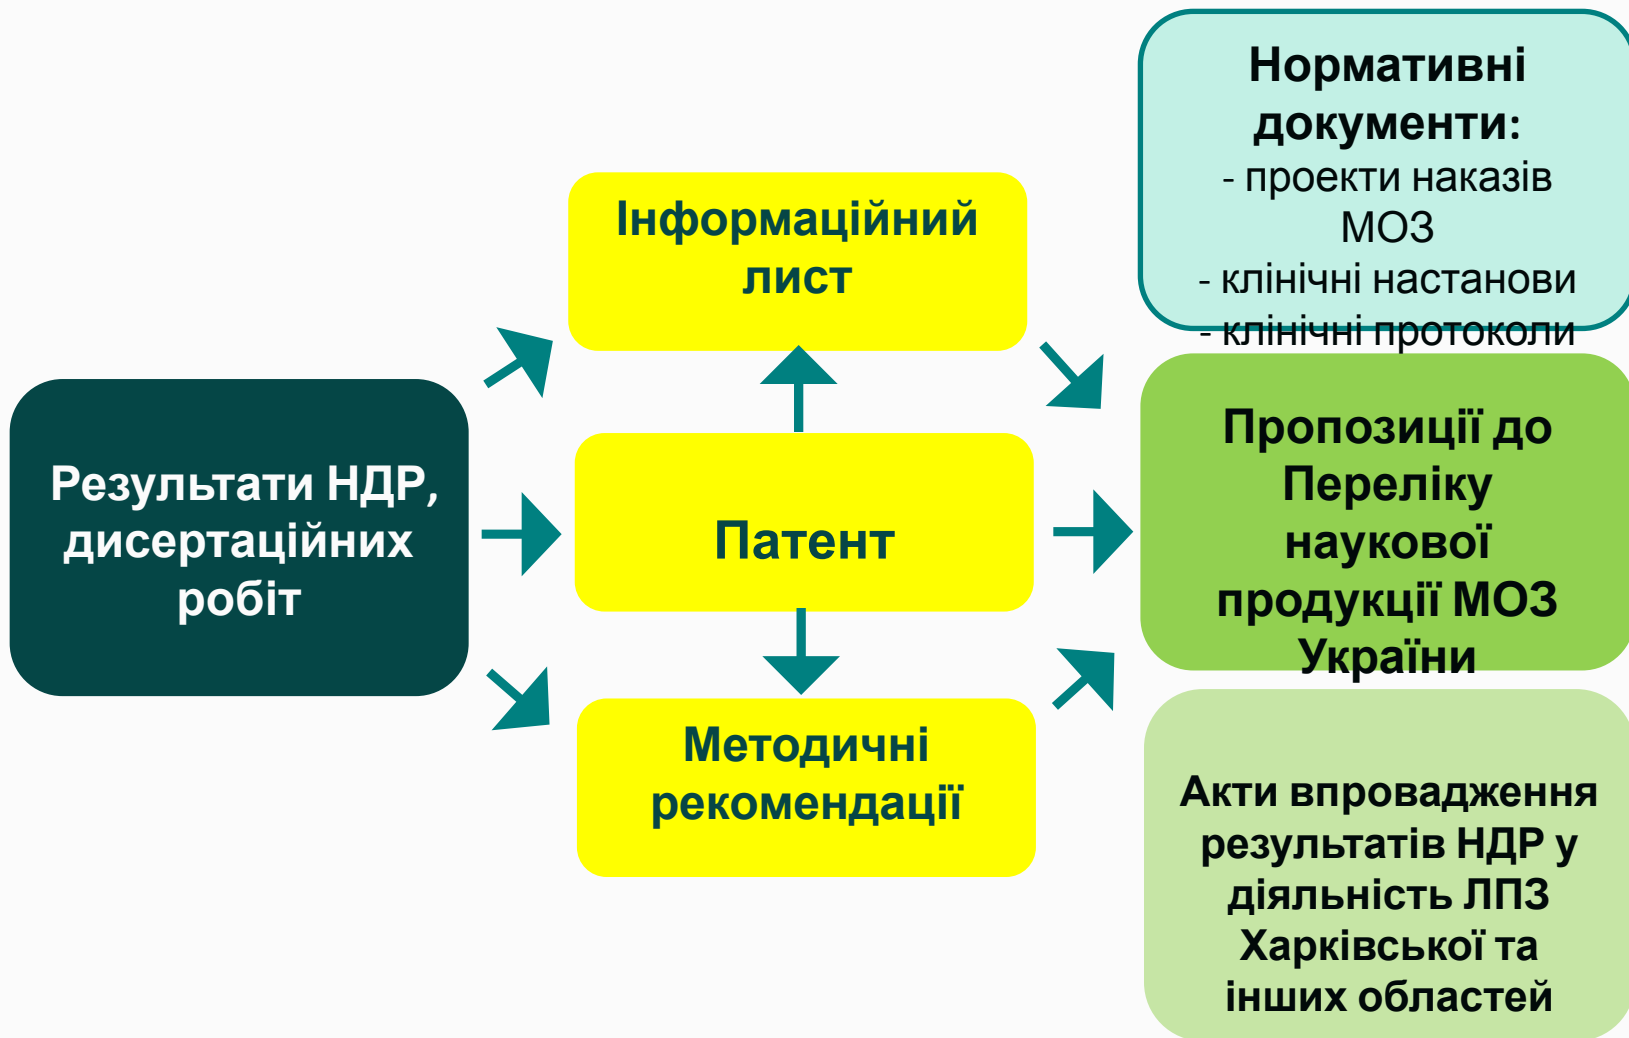 Результати НДР,
дисертаційних
робіт
Інформаційний
лист
Патент
Методичні
рекомендації
Нормативні
документи:
- проекти наказів
МОЗ
- клінічні настанови
- клінічні протоколи
Пропозиції до
Переліку
наукової
продукції МОЗ
України
Акти впровадження
результатів НДР у
діяльність ЛПЗ
Харківської та
інших областей